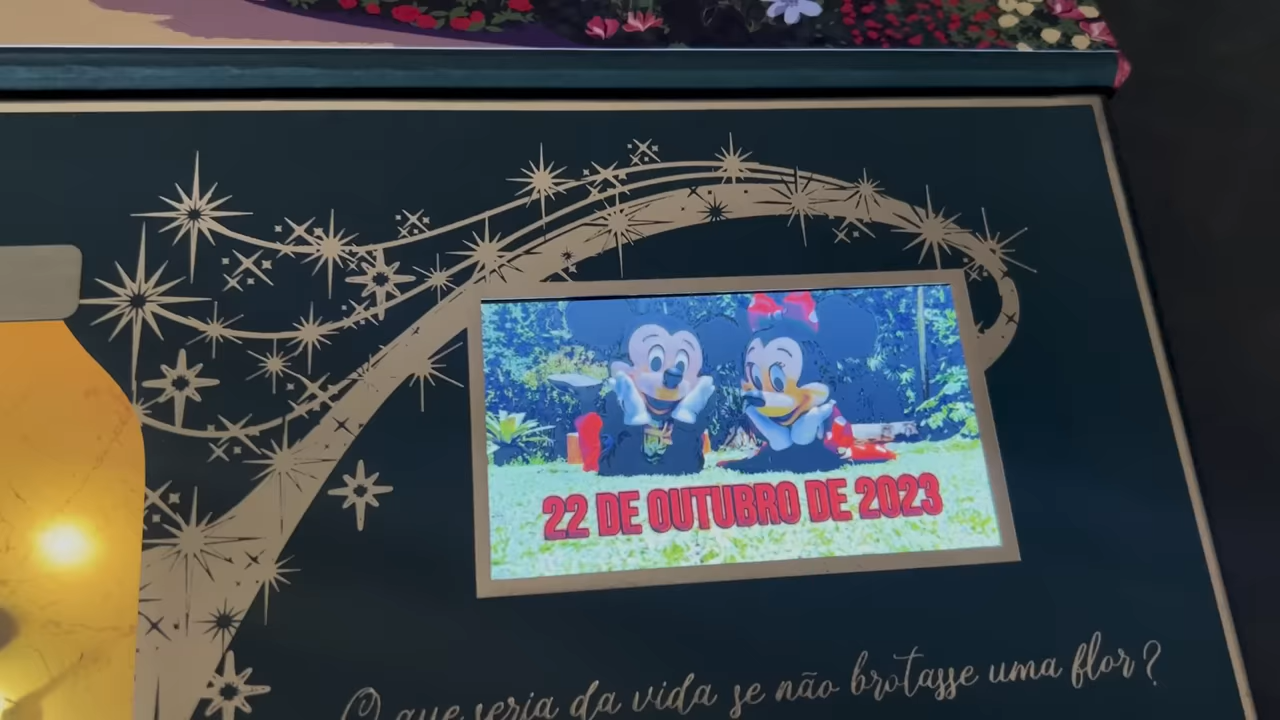 22 DE OUTUBRO DE 2023
O que seria da vida se não brotasse uma flor?